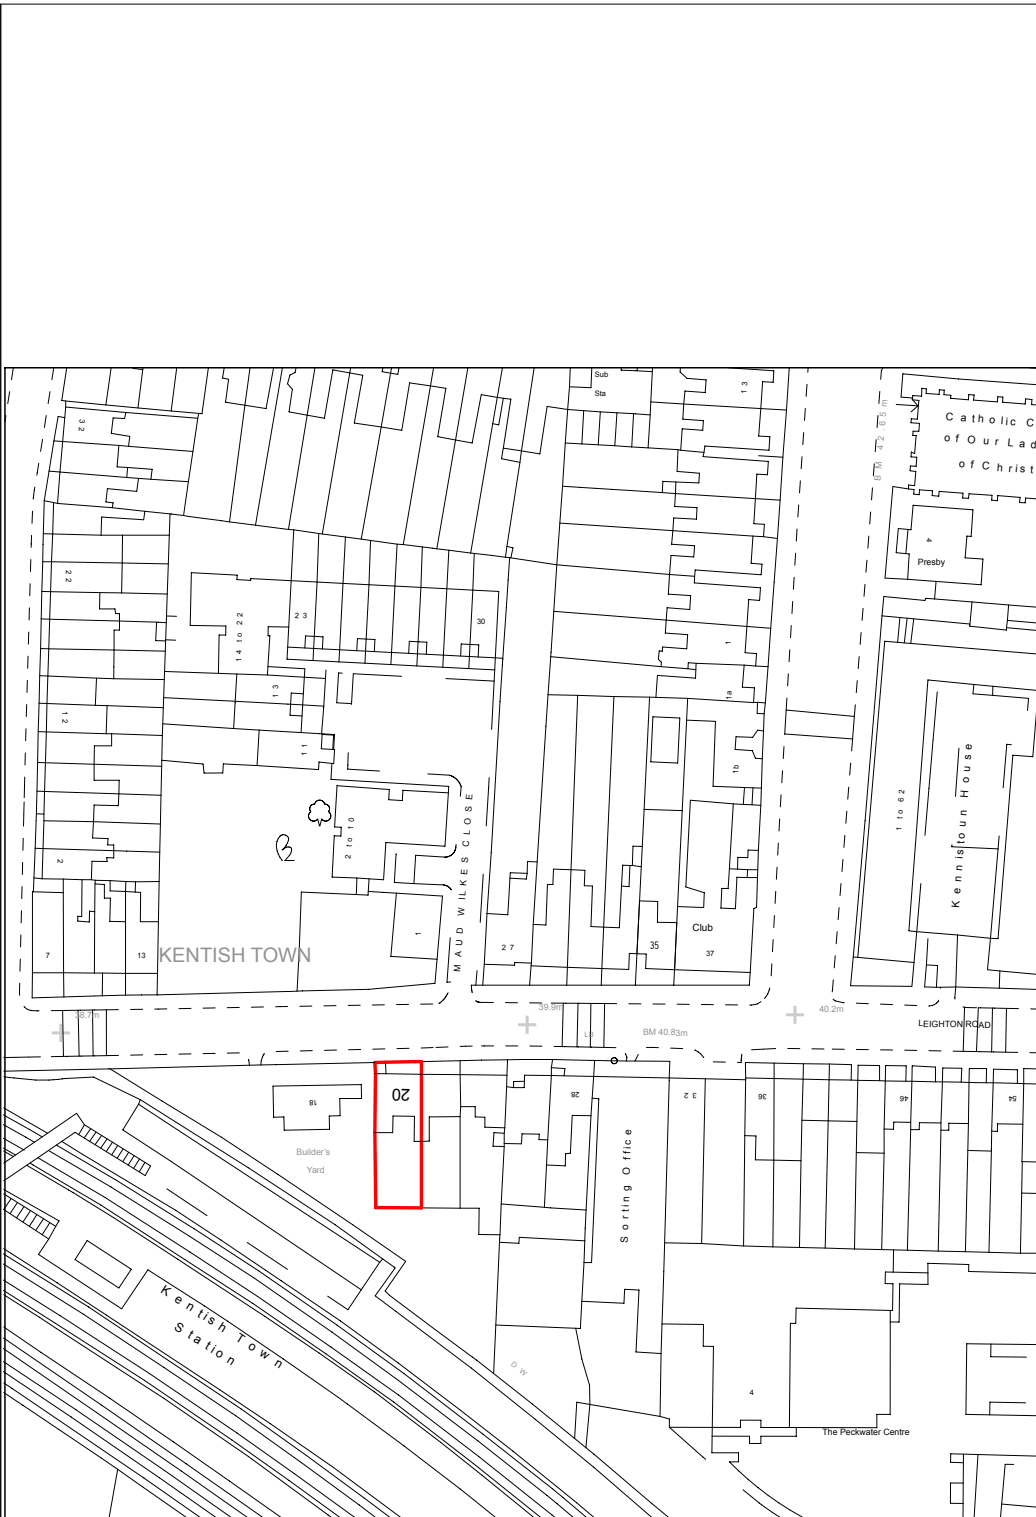 Sub
Sta
13
32
BM 42.65m
Catholic C
of Our Lad
of Christ
4
Presby
22
14 to 22
23
30
1
13
1a
12
11
1b
Kennistoun House
1 to 62
MAUD WILKES CLOSE
2 to 10
2
1
Club
7
13
KENTISH TOWN
27
35
37
38.7m
39.9m
LB
BM 40.83m
40.2m
LEIGHTON ROAD
18
20
28
32
36
46
54
Builder's
Yard
Sorting Office
Kentish Town
Station
D W
4
The Peckwater Centre